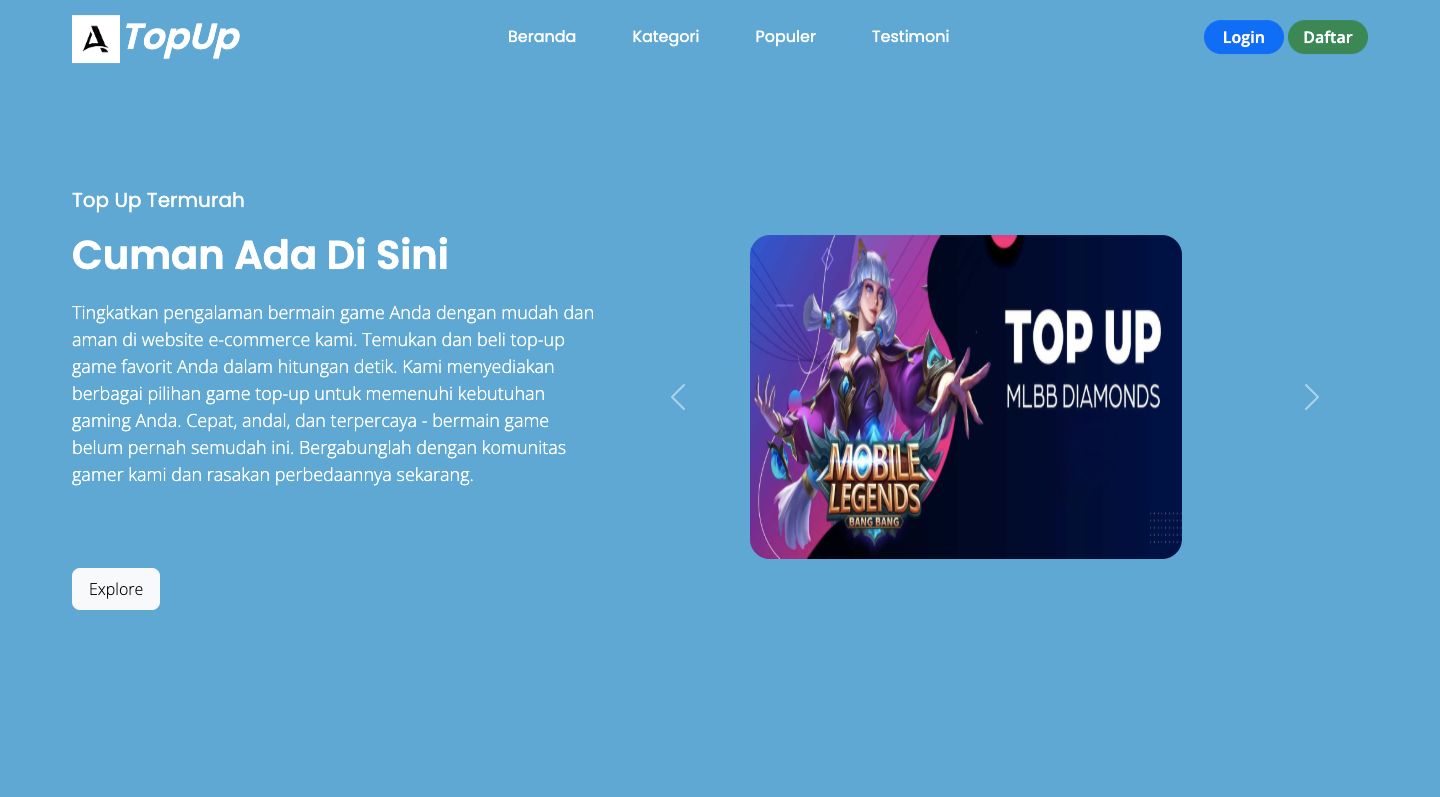 TopUp
Beranda
Kategori
Populer
Testimoni
Login
Daftar
Top Up Termurah
Cuman Ada Di Sini
Tingkatkan pengalaman bermain game Anda dengan mudah dan
aman di website e-commerce kami. Temukan dan beli top-up
game favorit Anda dalam hitungan detik. Kami menyediakan
berbagai pilihan game top-up untuk memenuhi kebutuhan
gaming Anda. Cepat, andal, dan terpercaya - bermain game
belum pernah semudah ini. Bergabunglah dengan komunitas
gamer kami dan rasakan perbedaannya sekarang.
Explore
TOP UP
MLBB DIAMONDS
MOBILE
LEGENDS
BANG BANG